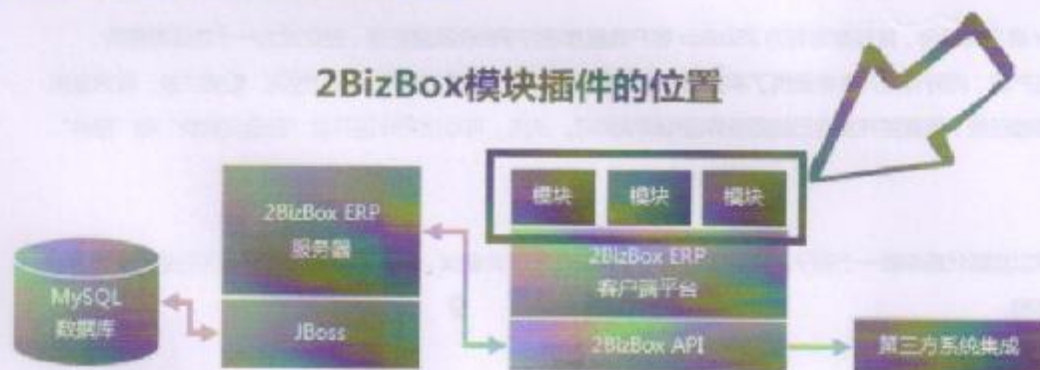 2BizBox模块插件的位置
模块 模块 模块
2BizBox ERP
服务器
2BizBox ERP
客户端平台
MySQL
数据库
JBoss
2BizBox API
第三方系统集成